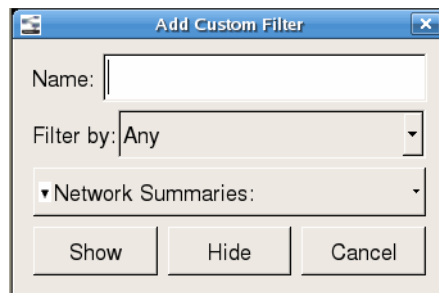 Add Custom Filter
Name:
Filter by: Any
Network Summaries:
Show Hide Cancel